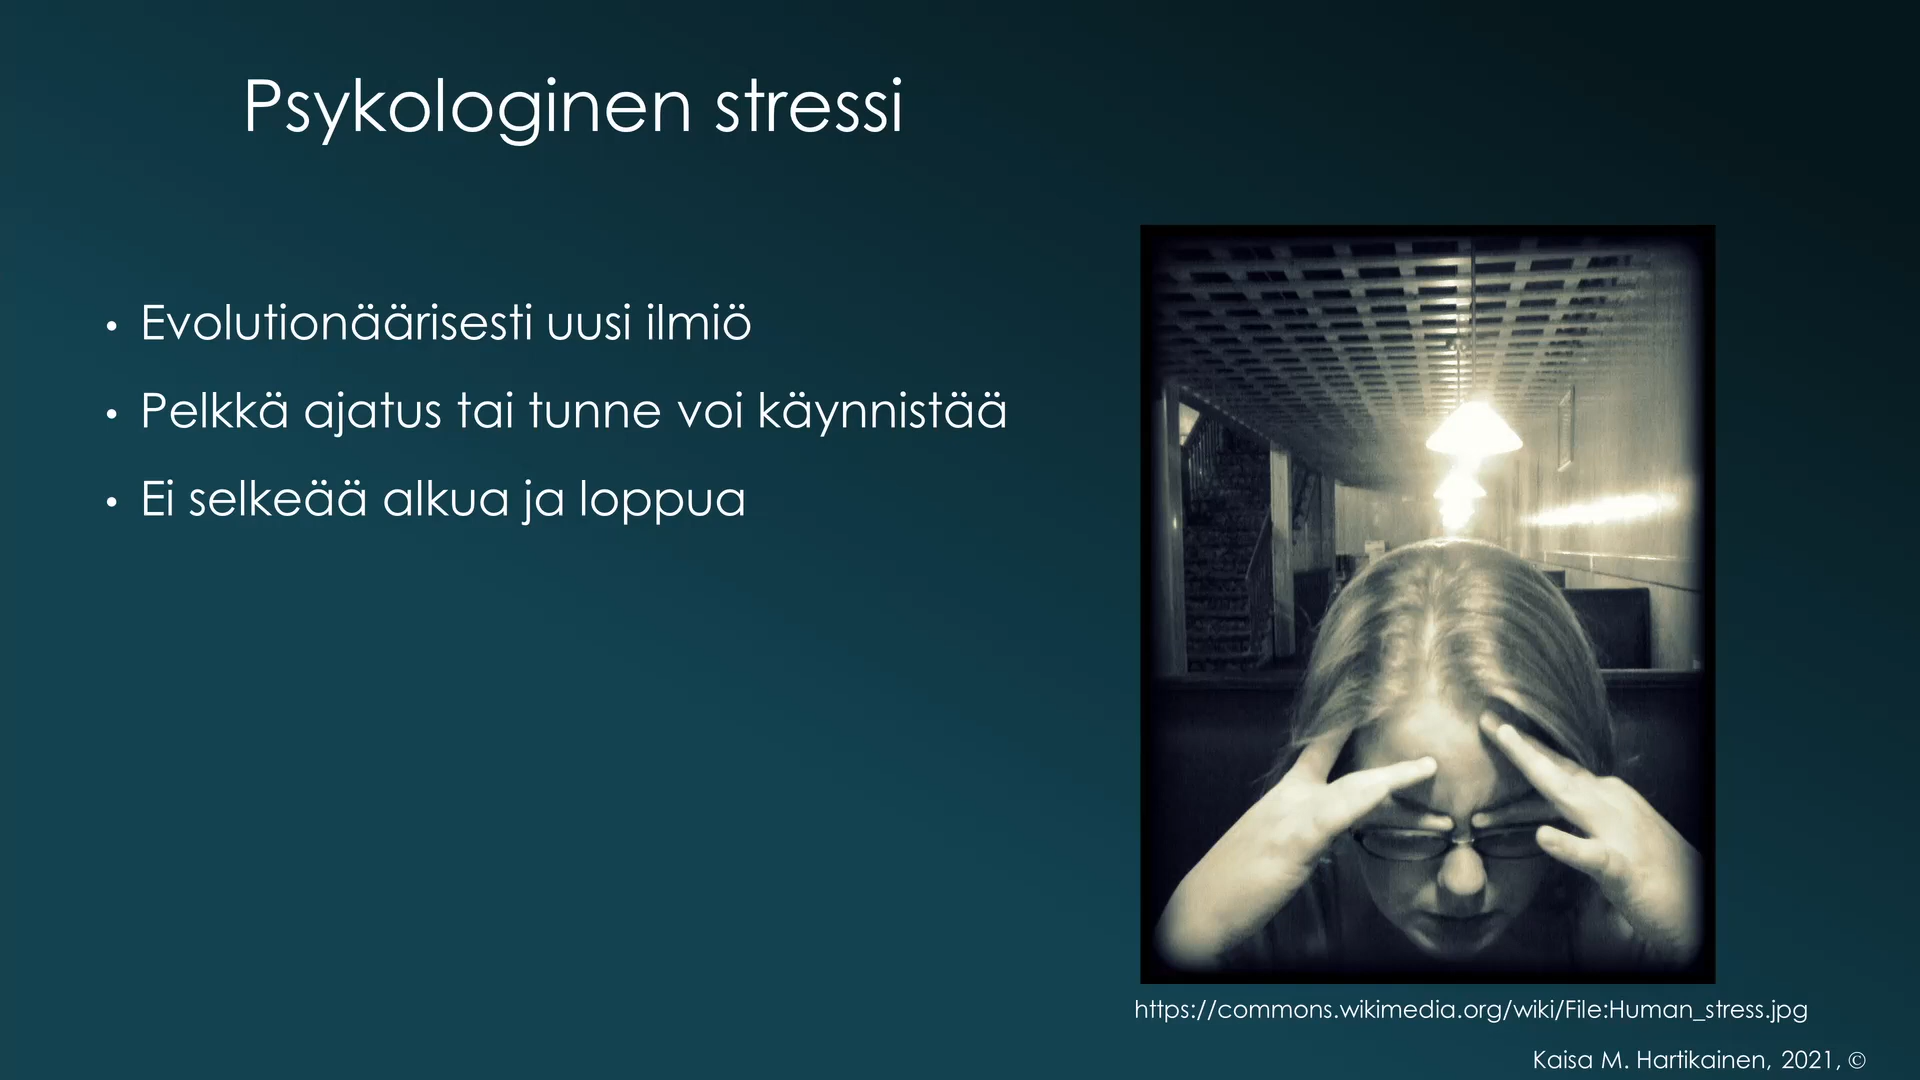 Psykologinen stressi
• Evolutionäärisesti uusi ilmiö
• Pelkkä ajatus tai tunne voi käynnistää
• Ei selkeää alkua ja loppua
https://commons.wikimedia.org/wiki/File:Human_stress.jpg
Kaisa M. Hartikainen, 2021, ©